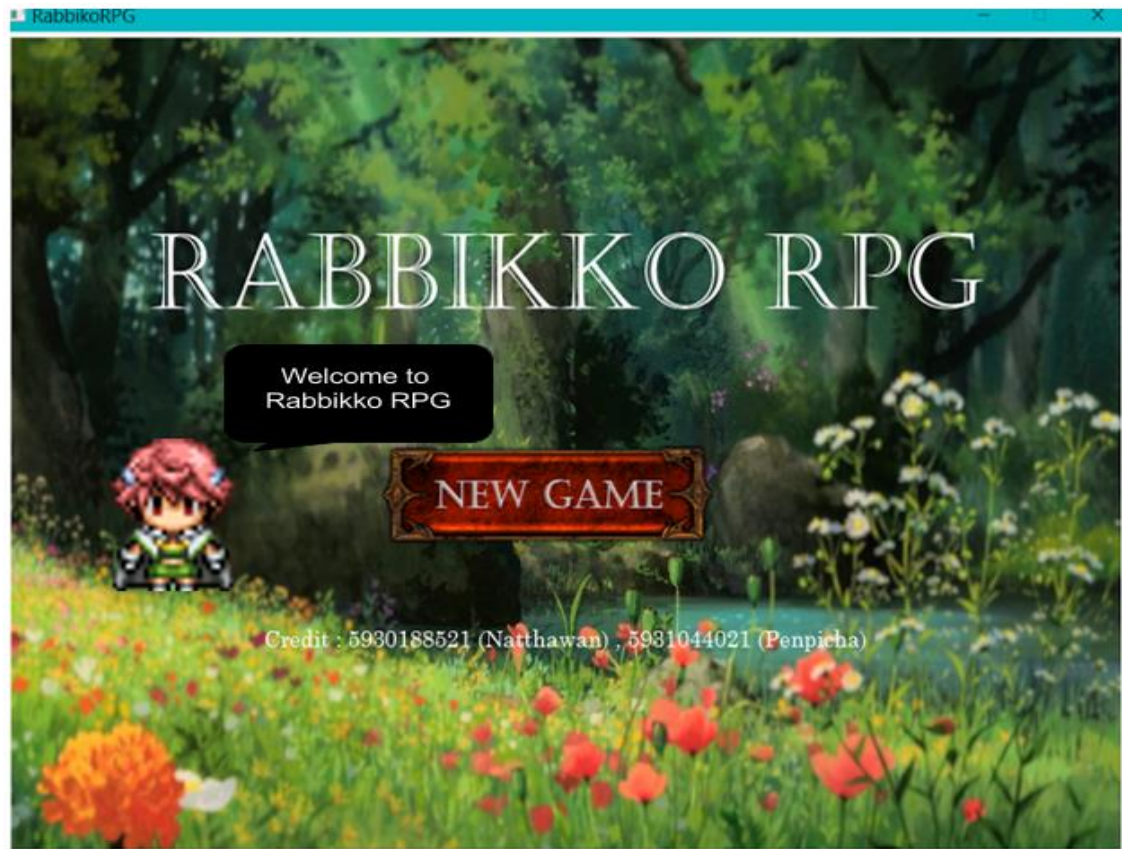 RabbikoRPG
RABBIKKO RPG
Welcome to
Rabbikko RPG
NEW GAME
Credit : 5930188521 (Natthawan) , 5931044021 (Penpicha)